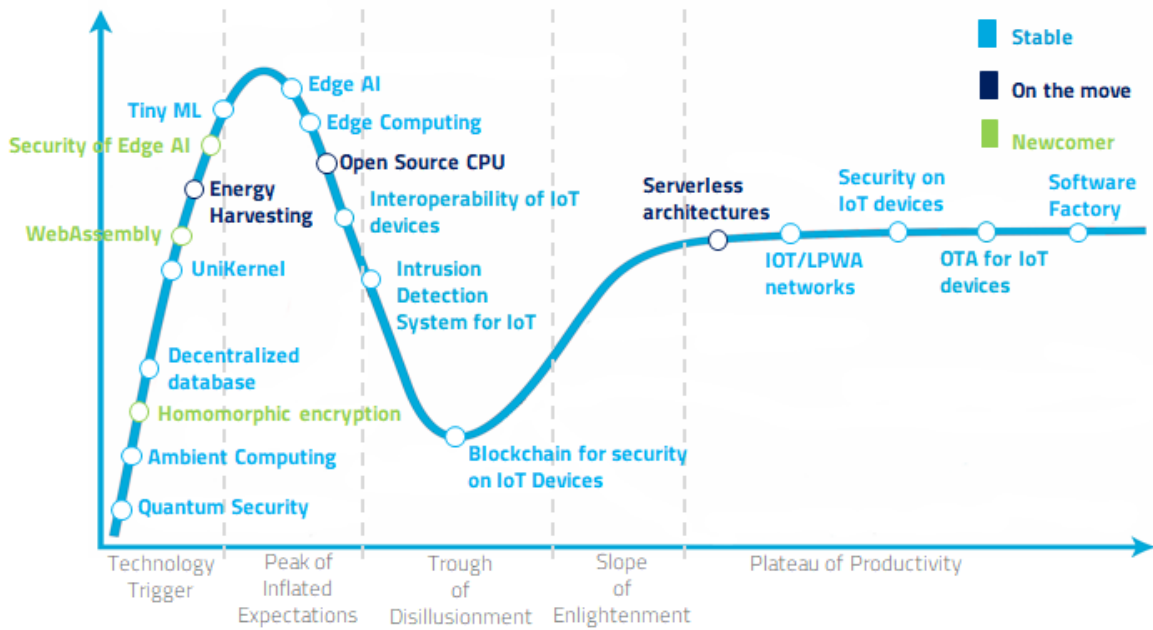 Stable
On the move
Newcomer
Edge AI
Tiny ML
Edge Computing
Security of Edge AI
Open Source CPU
Energy
Harvesting
Interoperability of IoT
devices
WebAssembly
UniKernel
Intrusion
Detection
System for IoT
Decentralized
database
Homomorphic encryption
Ambient Computing
Quantum Security
Blockchain for security
on IoT Devices
Serverless
architectures
IOT/LPWA
networks
Security on
IoT devices
OTA for IoT
devices
Software
Factory
Technology
Trigger
Peak of
Inflated
Expectations
Trough
of
Disillusionment
Slope
of
Enlightenment
Plateau of Productivity